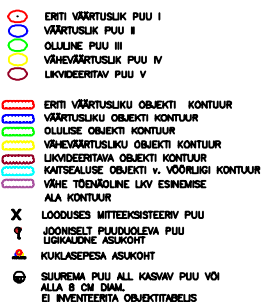 ERITI VÄÄRTUSLIK PUU I
VÄÄRTUSLIK PUU II
OLULINE PUU III
VÄHEVÄÄRTUSLIK PUU IV
LIKVIDEERITAV PUU V
ERITI VÄÄRTUSLIKU OBJEKTI KONTUUR
VÄÄRTUSLIKU OBJEKTI KONTUUR
OLULISE OBJEKTI KONTUUR
VÄHEVÄÄRTUSLIKU OBJEKTI KONTUUR
LIKVIDEERITAVA OBJEKTI KONTUUR
KAITSEALUSE OBJEKTI v. VÕÕRLIIGI KONTUUR
VÄHE TÕENÄOLINE LKV ESINEMISE
ALA KONTUUR
X LOODUSES MITTEEKSISTEERIV PUU
JOONISELT PUUDUOLEVA PUU
LIGIKAUDNE ASUKOHT
KUKLASEPESA ASUKOHT
SUUREMA PUU ALL KASVAV PUU VÕI
ALLA 8 CM DIAM.
EI INVENTEERITA OBJEKTITABELIS